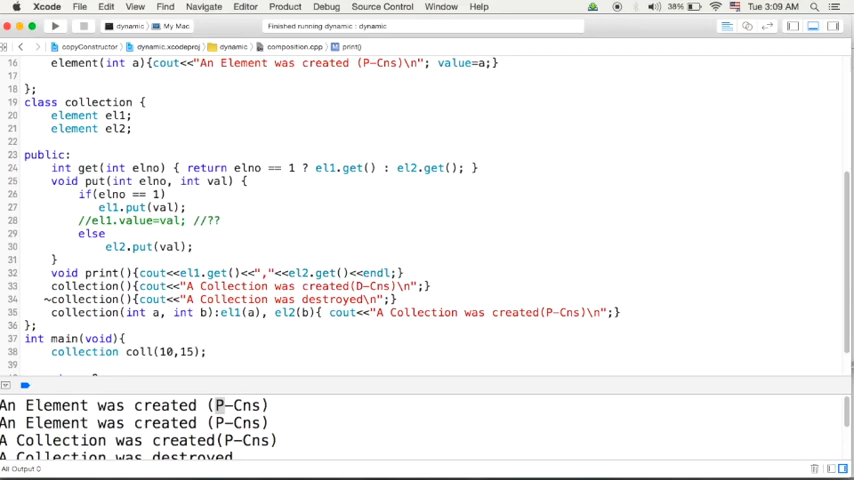 Xcode File Edit View Find Navigate Editor Product Debug Source Control Window 38% Tue 3:09 AM
dynamic My Mac Finished running dynamic : dynamic
copyConstructor dynamic.xcodeproj dynamic composition.cpp print()
16 element(int a){cout<<"An Element was created (P-Cns)\n"; value=a;}
17
18 };
19 class collection {
20 element el1;
21 element el2;
22
23 public:
24 int get(int elno) { return elno == 1 ? el1.get() : el2.get(); }
25 void put(int elno, int val) {
26 if(elno == 1)
27 el1.put(val);
28 //el1.value=val; //??
29 else
30 el2.put(val);
31 }
32 void print(){cout<<el1.get()<<","<<el2.get()<<endl;}
33 collection(){cout<<"A Collection was created(D-Cns)\n";}
34 ~collection(){cout<<"A Collection was destroyed\n";}
35 collection(int a, int b):el1(a), el2(b){ cout<<"A Collection was created(P-Cns)\n";}
36 };
37 int main(void){
38 collection coll(10,15);
39
An Element was created (P-Cns)
An Element was created (P-Cns)
A Collection was created(P-Cns)
A Collection was destroyed
All Output